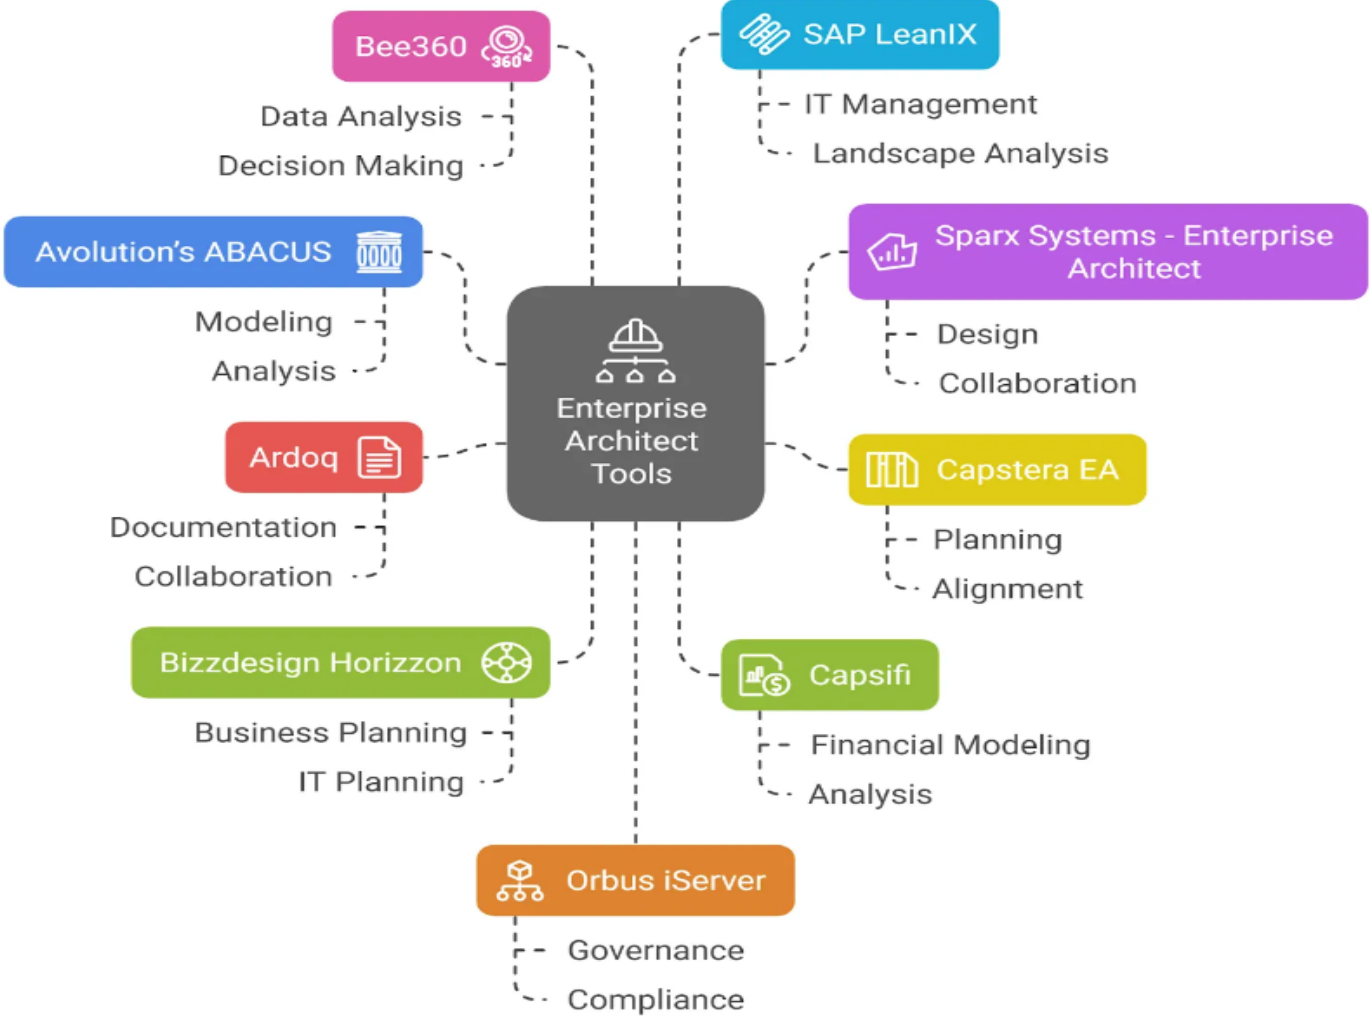 Bee360
360°
Data Analysis
Decision Making
SAP LeanIX
IT Management
Landscape Analysis
Avolution’s ABACUS
Modeling
Analysis
Sparx Systems - Enterprise
Architect
Design
Collaboration
Enterprise
Architect
Tools
Ardoq
Documentation
Collaboration
Capstera EA
Planning
Alignment
Bizzdesign Horizzon
Business Planning
IT Planning
$
Capsifi
Financial Modeling
Analysis
Orbus iServer
Governance
Compliance